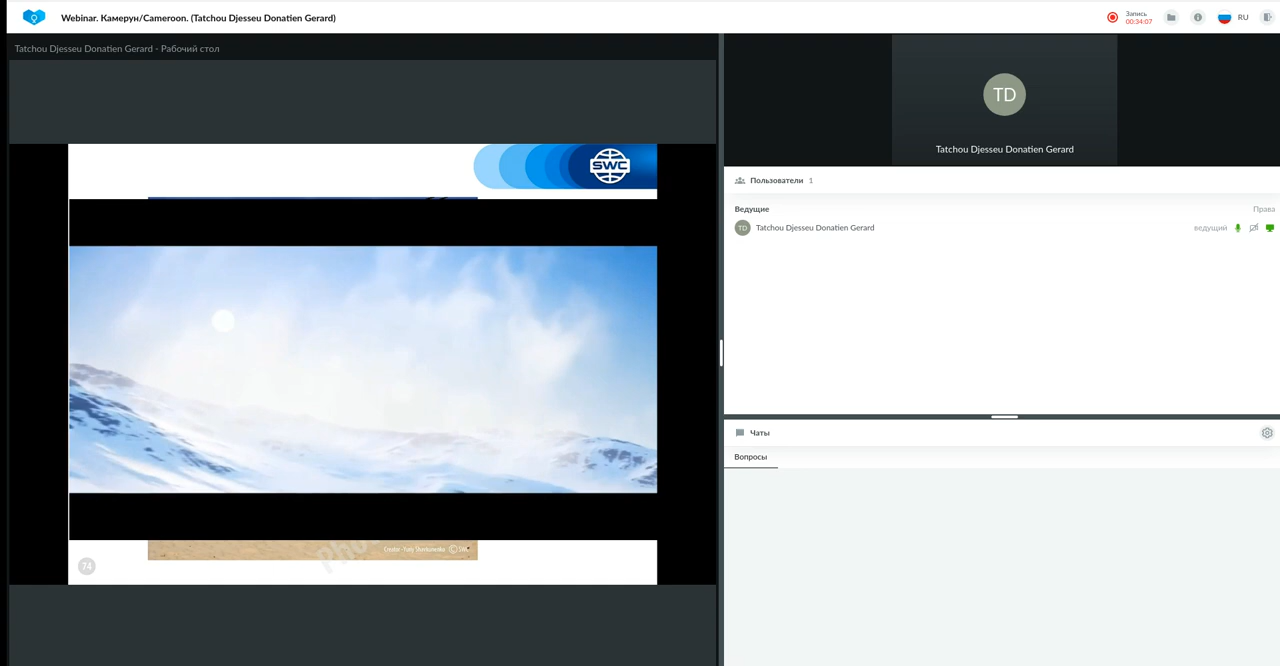 Webinar. Камерун/Cameroon. (Tatchou Djesseu Donatien Gerard)
Запись
00:34:07
RU
Tatchou Djesseu Donatien Gerard - Рабочий стол
SWC
74
TD
Tatchou Djesseu Donatien Gerard
Пользователи 1
Ведущие Права
TD Tatchou Djesseu Donatien Gerard ведущий
Чаты
Вопросы